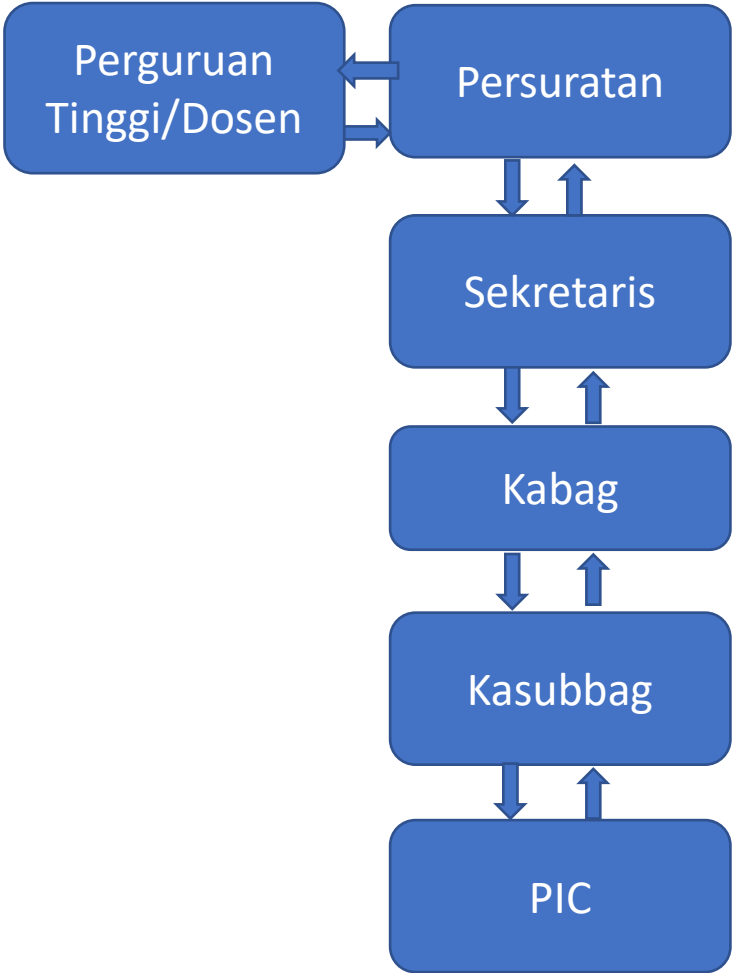 Perguruan
Tinggi/Dosen
Persuratan
Sekretaris
Kabag
Kasubbag
PIC